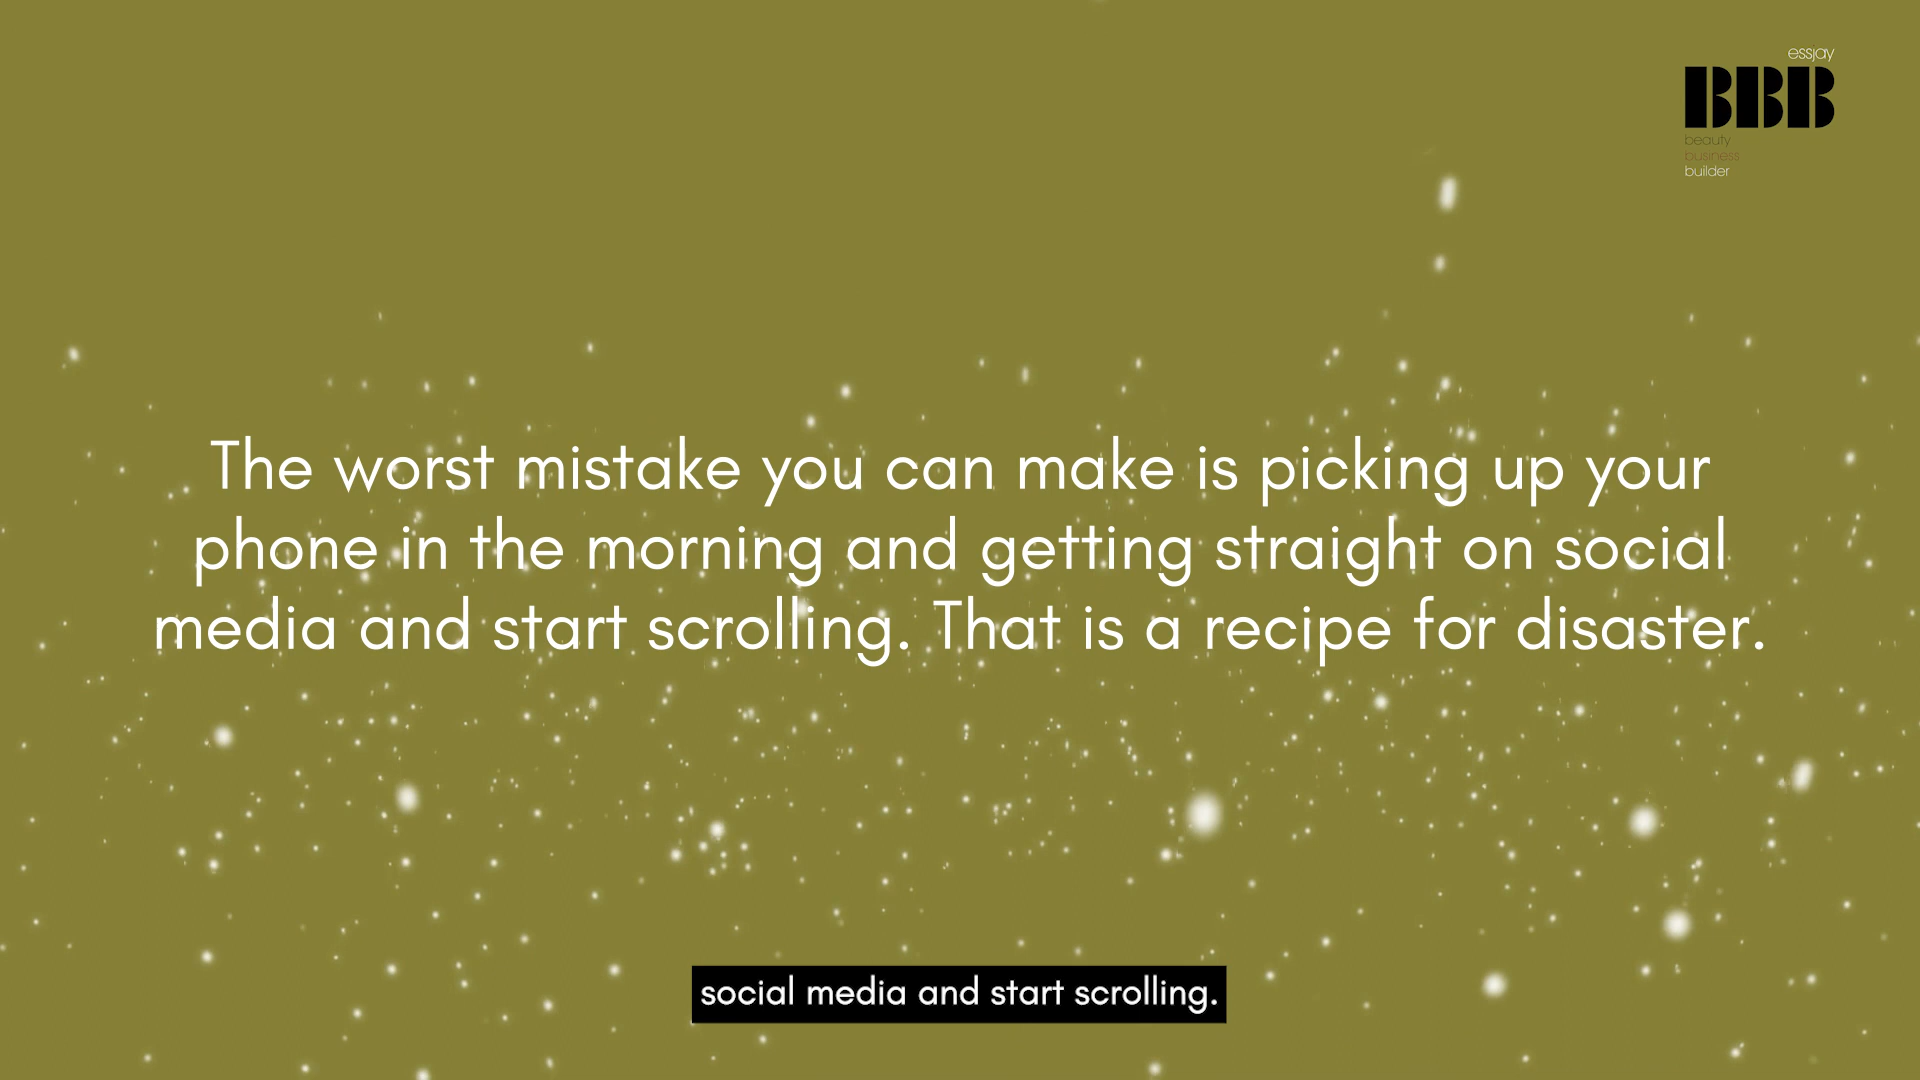 essjay
BBB
beauty
business
builder
The worst mistake you can make is picking up your
phone in the morning and getting straight on social
media and start scrolling. That is a recipe for disaster.
social media and start scrolling.